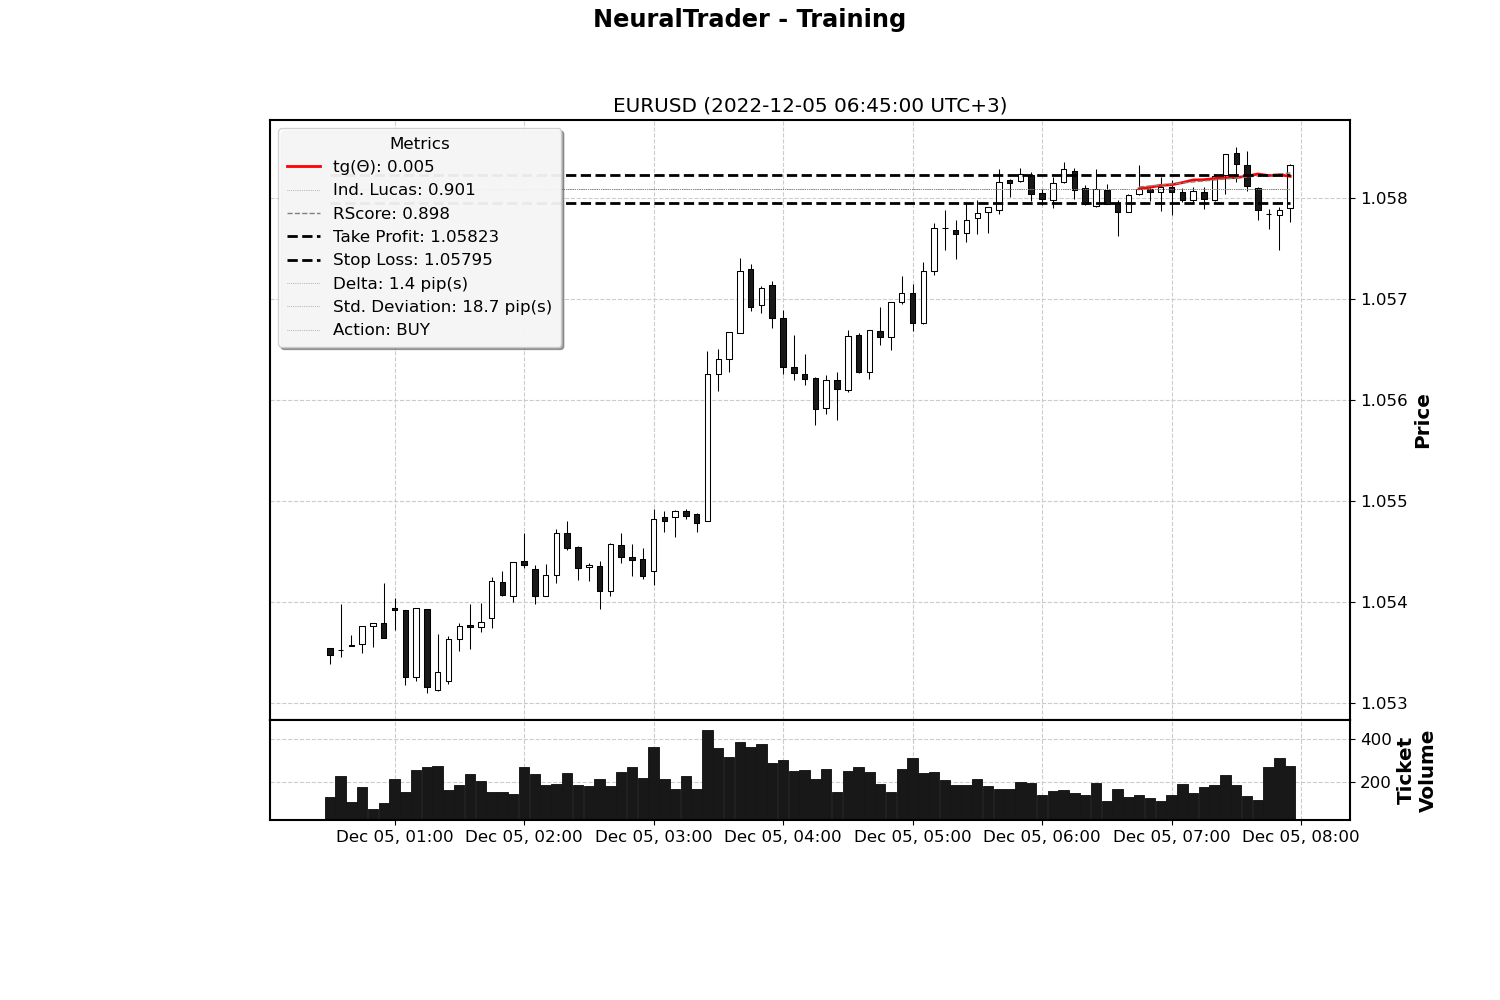 NeuralTrader - Training
EURUSD (2022-12-05 06:45:00 UTC+3)
Metrics
tg(Θ): 0.005
Ind. Lucas: 0.901
RScore: 0.898
Take Profit: 1.05823
Stop Loss: 1.05795
Delta: 1.4 pip(s)
Std. Deviation: 18.7 pip(s)
Action: BUY
1.058
1.057
1.056
1.055
1.054
1.053
Price
400
200
Ticket
Volume
Dec 05, 01:00 Dec 05, 02:00 Dec 05, 03:00 Dec 05, 04:00 Dec 05, 05:00 Dec 05, 06:00 Dec 05, 07:00 Dec 05, 08:00